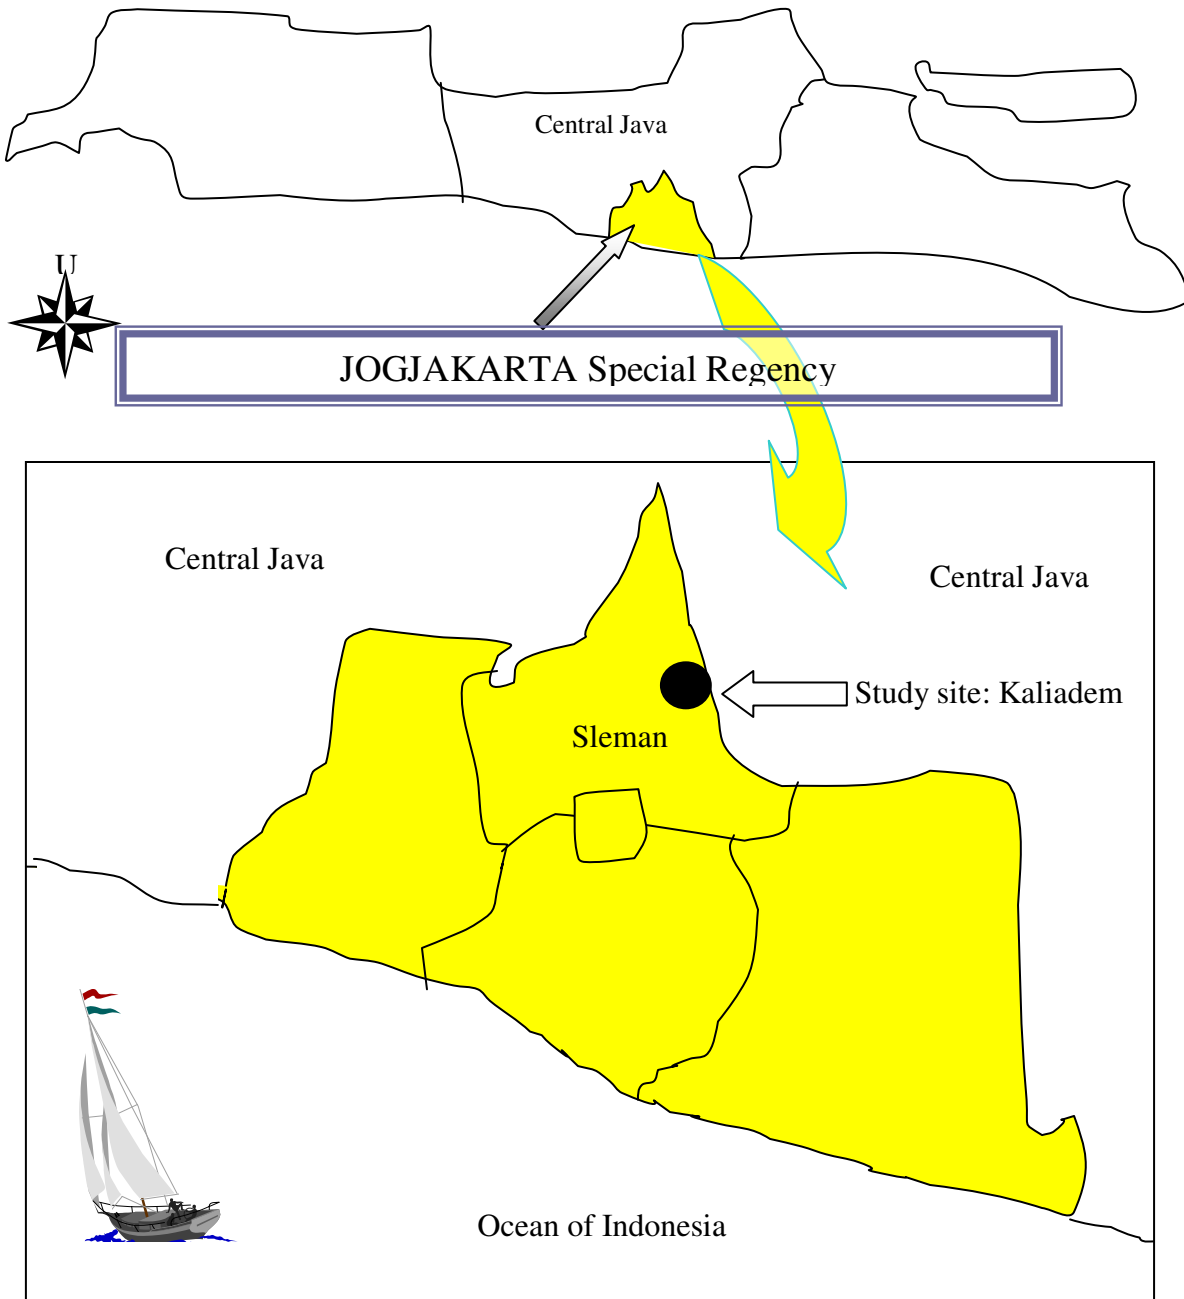 Central Java
U
JOGJAKARTA Special Regency
Central Java
Central Java
Study site: Kaliadem
Sleman
Ocean of Indonesia